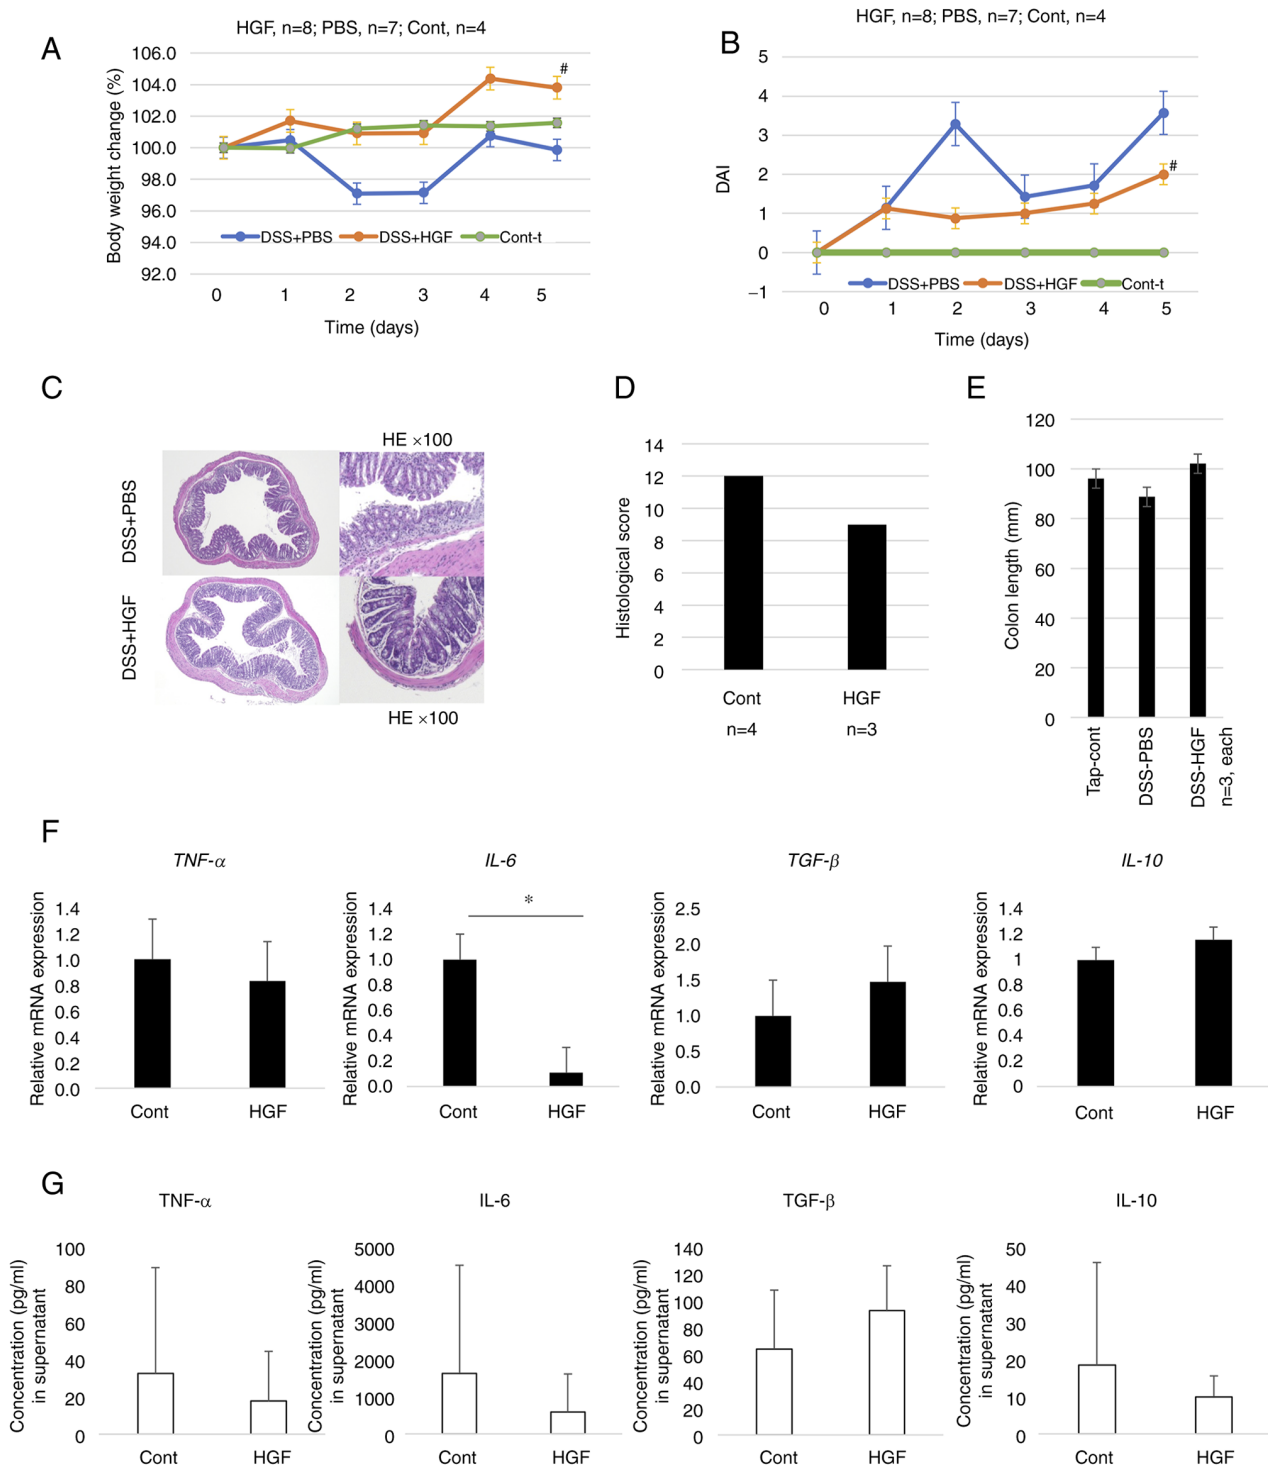 A
HGF, n=8; PBS, n=7; Cont, n=4
Body weight change (%)
106.0
104.0
102.0
100.0
98.0
96.0
94.0
92.0
#
DSS+PBS DSS+HGF Cont-t
0 1 2 3 4 5
Time (days)
B
HGF, n=8; PBS, n=7; Cont, n=4
DAI
5
4
3
2
1
0
−1
#
DSS+PBS DSS+HGF Cont-t
0 1 2 3 4 5
Time (days)
C
HE ×100
DSS+PBS
DSS+HGF
HE ×100
D
Histological score
14
12
10
8
6
4
2
0
Cont HGF
n=4 n=3
E
Colon length (mm)
120
100
80
60
40
20
0
Tap-cont
DSS-PBS
DSS-HGF
n=3, each
F
TNF-α
Relative mRNA expression
1.4
1.2
1.0
0.8
0.6
0.4
0.2
0.0
Cont HGF
IL-6
Relative mRNA expression
1.4
1.2
1.0
0.8
0.6
0.4
0.2
0.0
*
Cont HGF
TGF-β
Relative mRNA expression
2.5
2.0
1.5
1.0
0.5
0.0
Cont HGF
IL-10
Relative mRNA expression
1.4
1.2
1
0.8
0.6
0.4
0.2
0
Cont HGF
G
TNF-α
Concentration (pg/ml)
in supernatant
100
80
60
40
20
0
Cont HGF
IL-6
Concentration (pg/ml)
in supernatant
5000
4000
3000
2000
1000
0
Cont HGF
TGF-β
Concentration (pg/ml)
in supernatant
140
120
100
80
60
40
20
0
Cont HGF
IL-10
Concentration (pg/ml)
in supernatant
50
40
30
20
10
0
Cont HGF